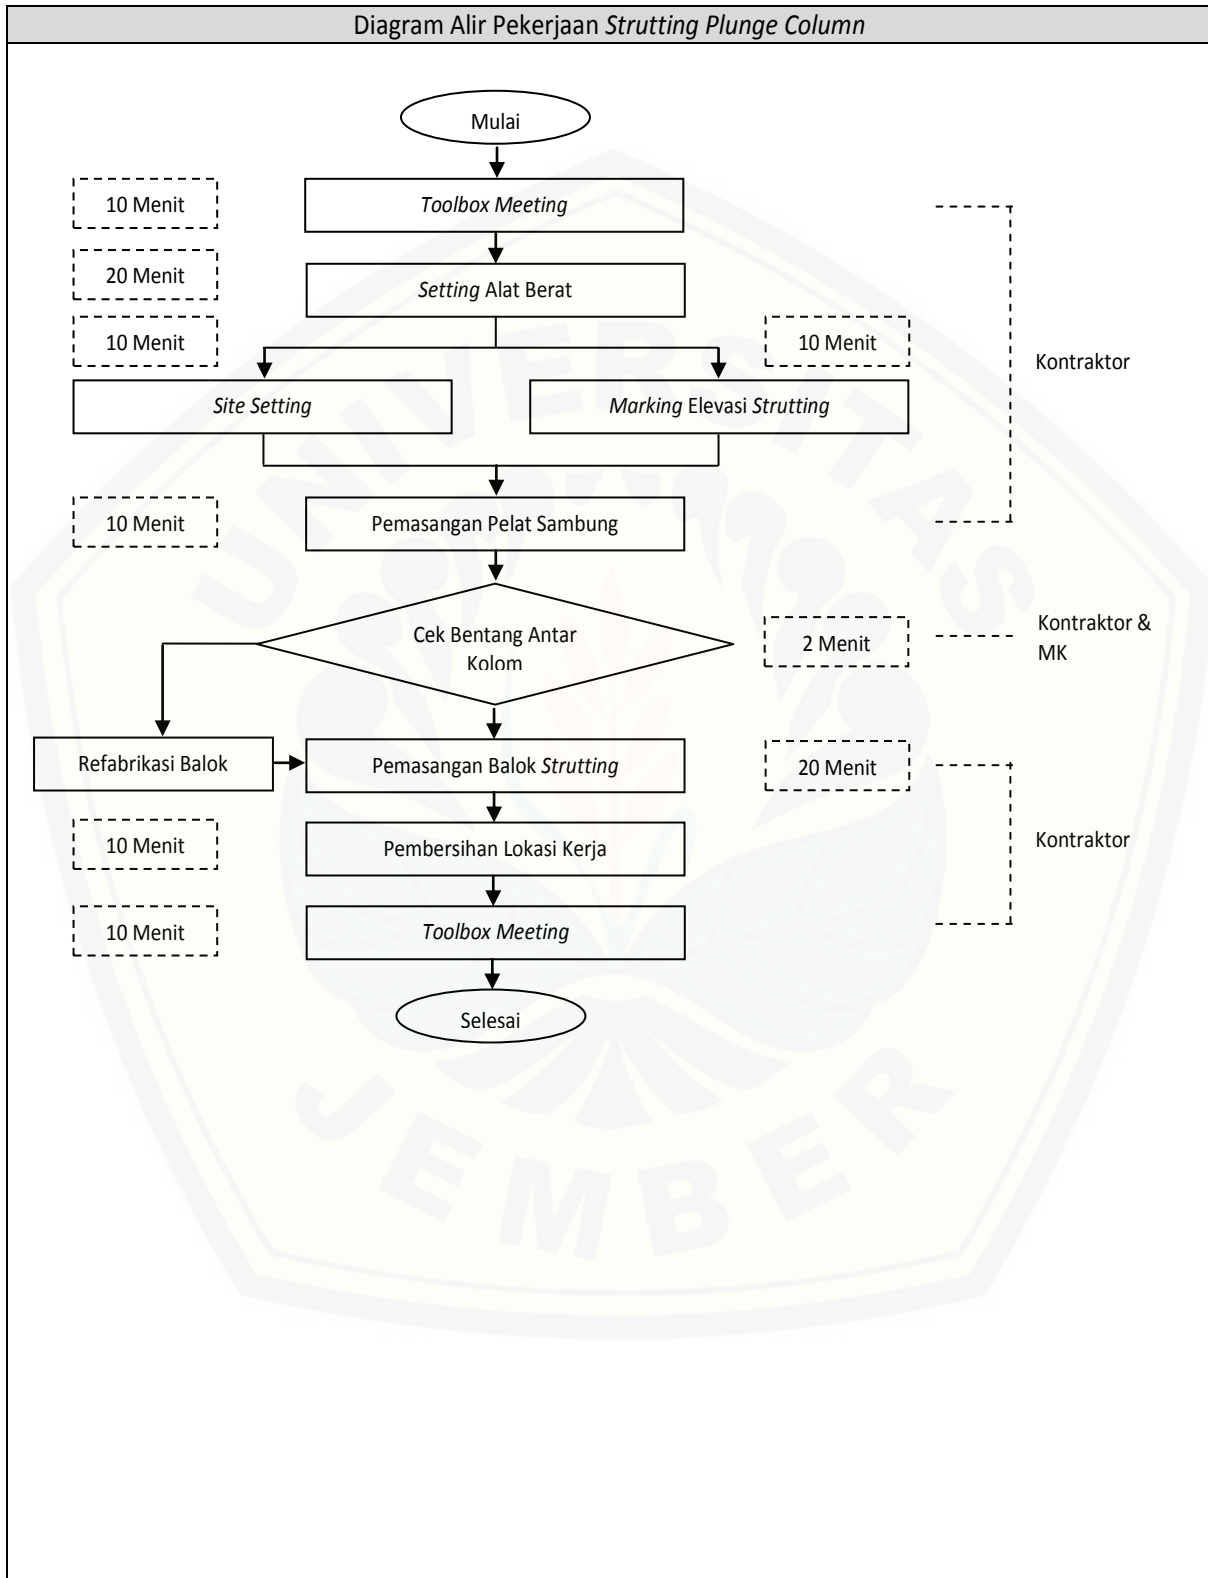 Diagram Alir Pekerjaan Strutting Plunge Column
Mulai
10 Menit
Toolbox Meeting
20 Menit
Setting Alat Berat
10 Menit
10 Menit
Kontraktor
Site Setting
Marking Elevasi Strutting
10 Menit
Pemasangan Pelat Sambung
Cek Bentang Antar
Kolom
2 Menit
Kontraktor &
MK
Refabrikasi Balok
Pemasangan Balok Strutting
20 Menit
10 Menit
Pembersihan Lokasi Kerja
Kontraktor
10 Menit
Toolbox Meeting
Selesai
UNIVERSITAS
JEMBER